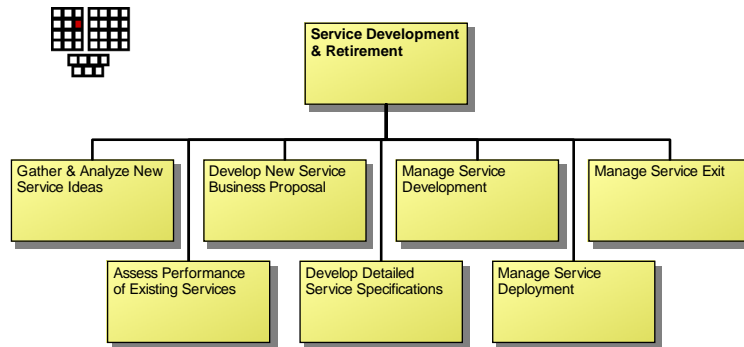 Service Development
& Retirement
Gather & Analyze New
Service Ideas
Develop New Service
Business Proposal
Manage Service
Development
Manage Service Exit
Assess Performance
of Existing Services
Develop Detailed
Service Specifications
Manage Service
Deployment